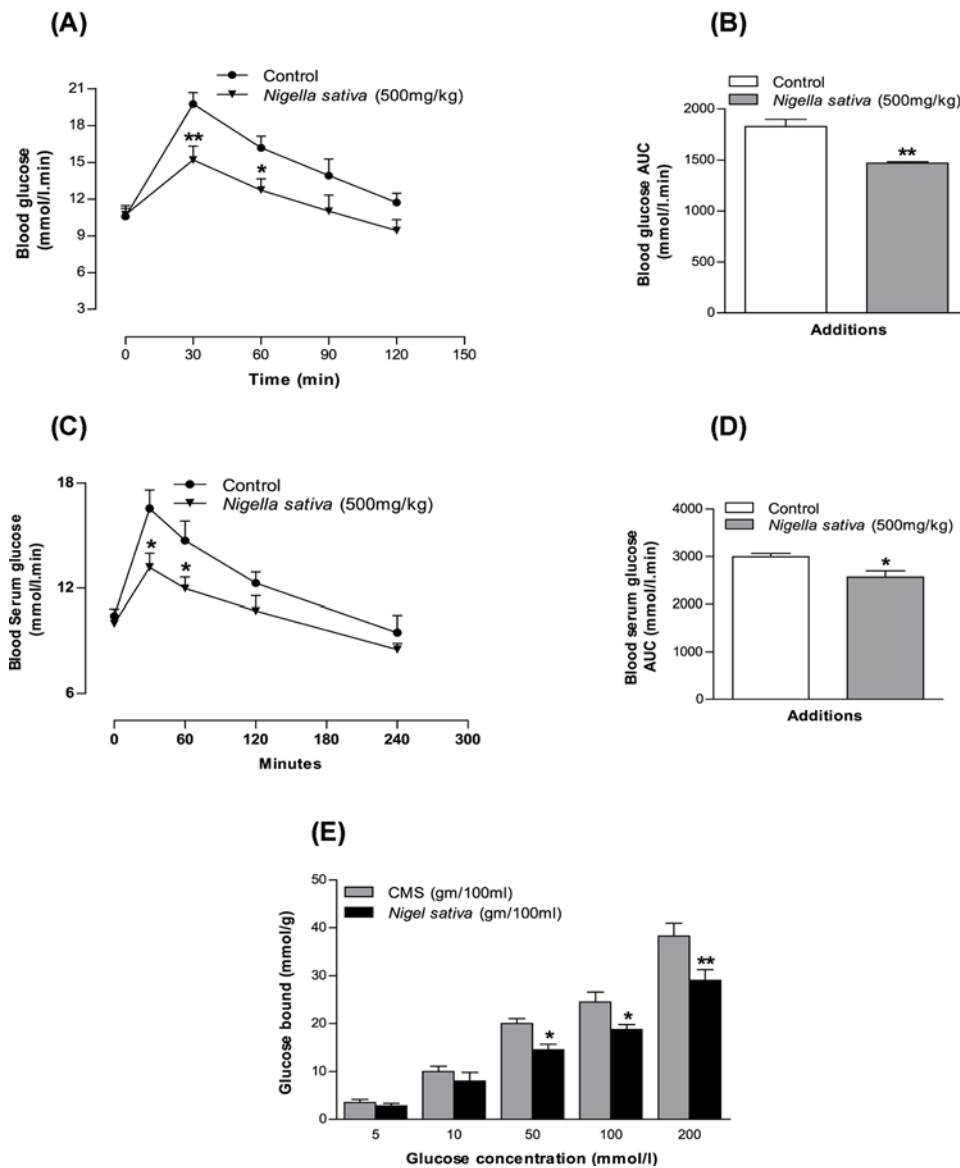 (A)
Control
Nigella sativa (500mg/kg)
Blood glucose
(mmol/l.min)
21
18
15
12
9
6
3
**
*
0 30 60 90 120 150
Time (min)
(B)
Control
Nigella sativa (500mg/kg)
Blood glucose AUC
(mmol/l.min)
2000
1500
1000
500
0
**
Additions
(C)
Control
Nigella sativa (500mg/kg)
Blood Serum glucose
(mmol/l.min)
18
12
6
*
*
0 60 120 180 240 300
Minutes
(D)
Control
Nigella sativa (500mg/kg)
Blood serum glucose
AUC (mmol/l.min)
4000
3000
2000
1000
0
*
Additions
(E)
CMS (gm/100ml)
Nigel sativa (gm/100ml)
Glucose bound (mmol/g)
50
40
30
20
10
0
*
*
**
5 10 50 100 200
Glucose concentration (mmol/l)